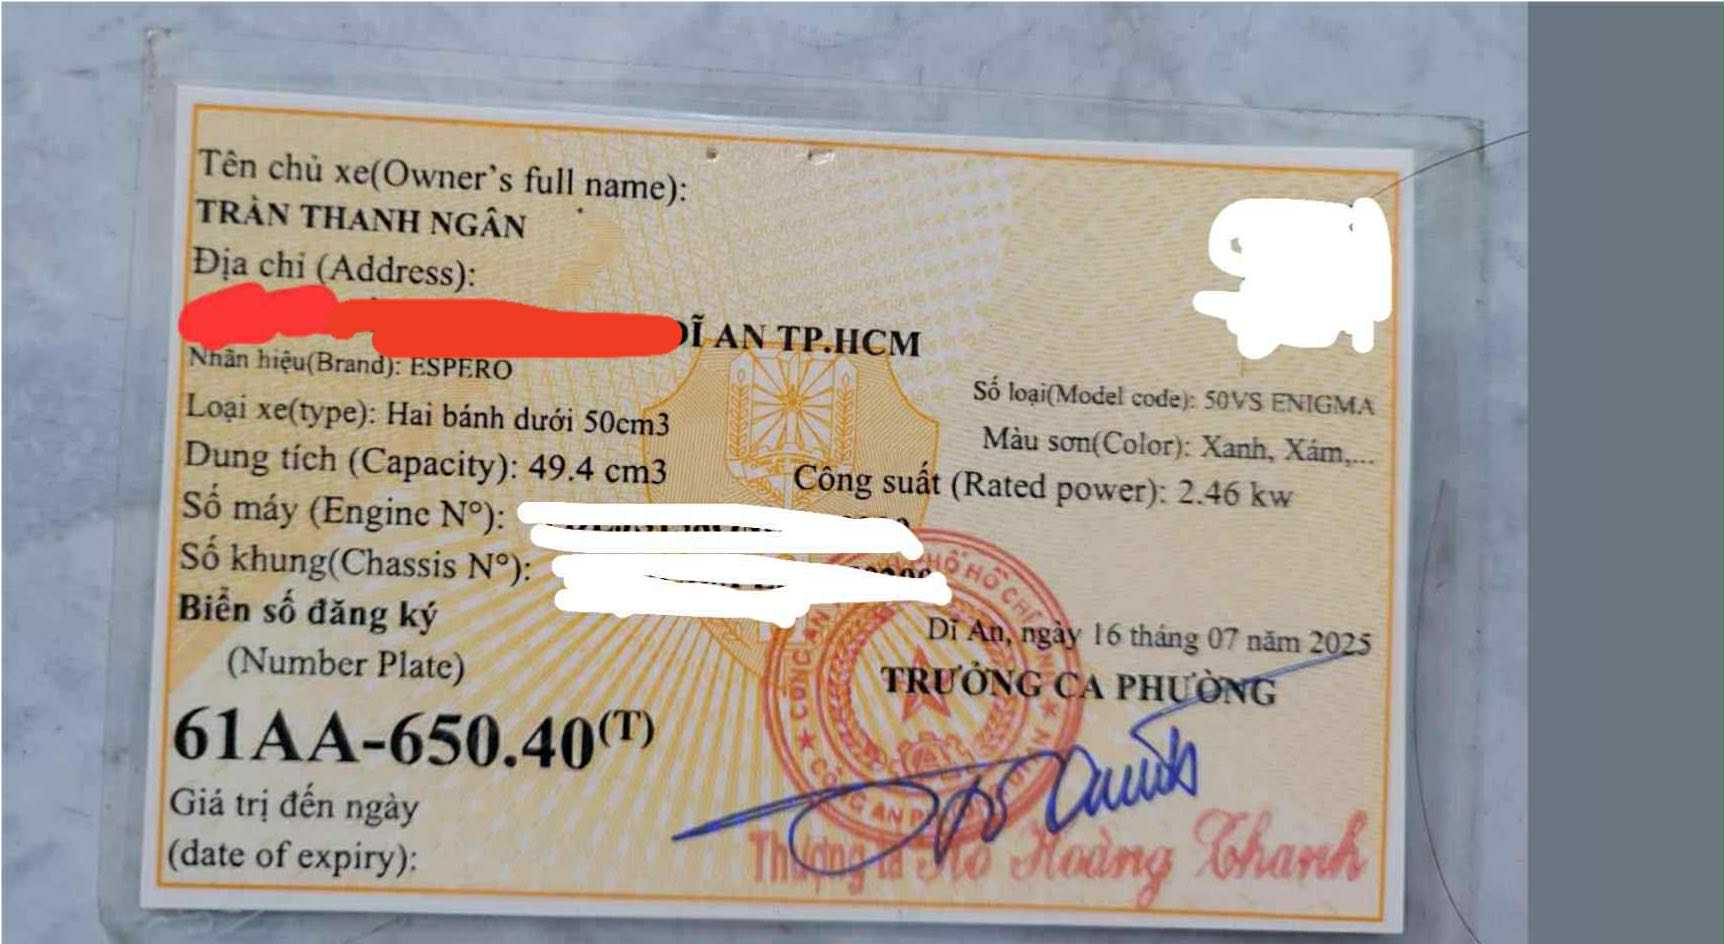 Tên chủ xe(Owner's full name):
TRẦN THANH NGÂN
Địa chỉ (Address):
DĨ AN TP.HCM
Nhãn hiệu(Brand): ESPERO
Số loại(Model code): 50VS ENIGMA
Loại xe(type): Hai bánh dưới 50cm3
Màu sơn(Color): Xanh, Xám,...
Dung tích (Capacity): 49.4 cm3
Công suất (Rated power): 2.46 kw
Số máy (Engine N°):
Số khung(Chassis N°):
Biển số đăng ký
(Number Plate)
61AA-650.40(T)
Dĩ An, ngày 16 tháng 07 năm 2025
TRƯỞNG CA PHƯỜNG
Giá trị đến ngày
(date of expiry):
Thượng tá Hồ Hoàng Thanh